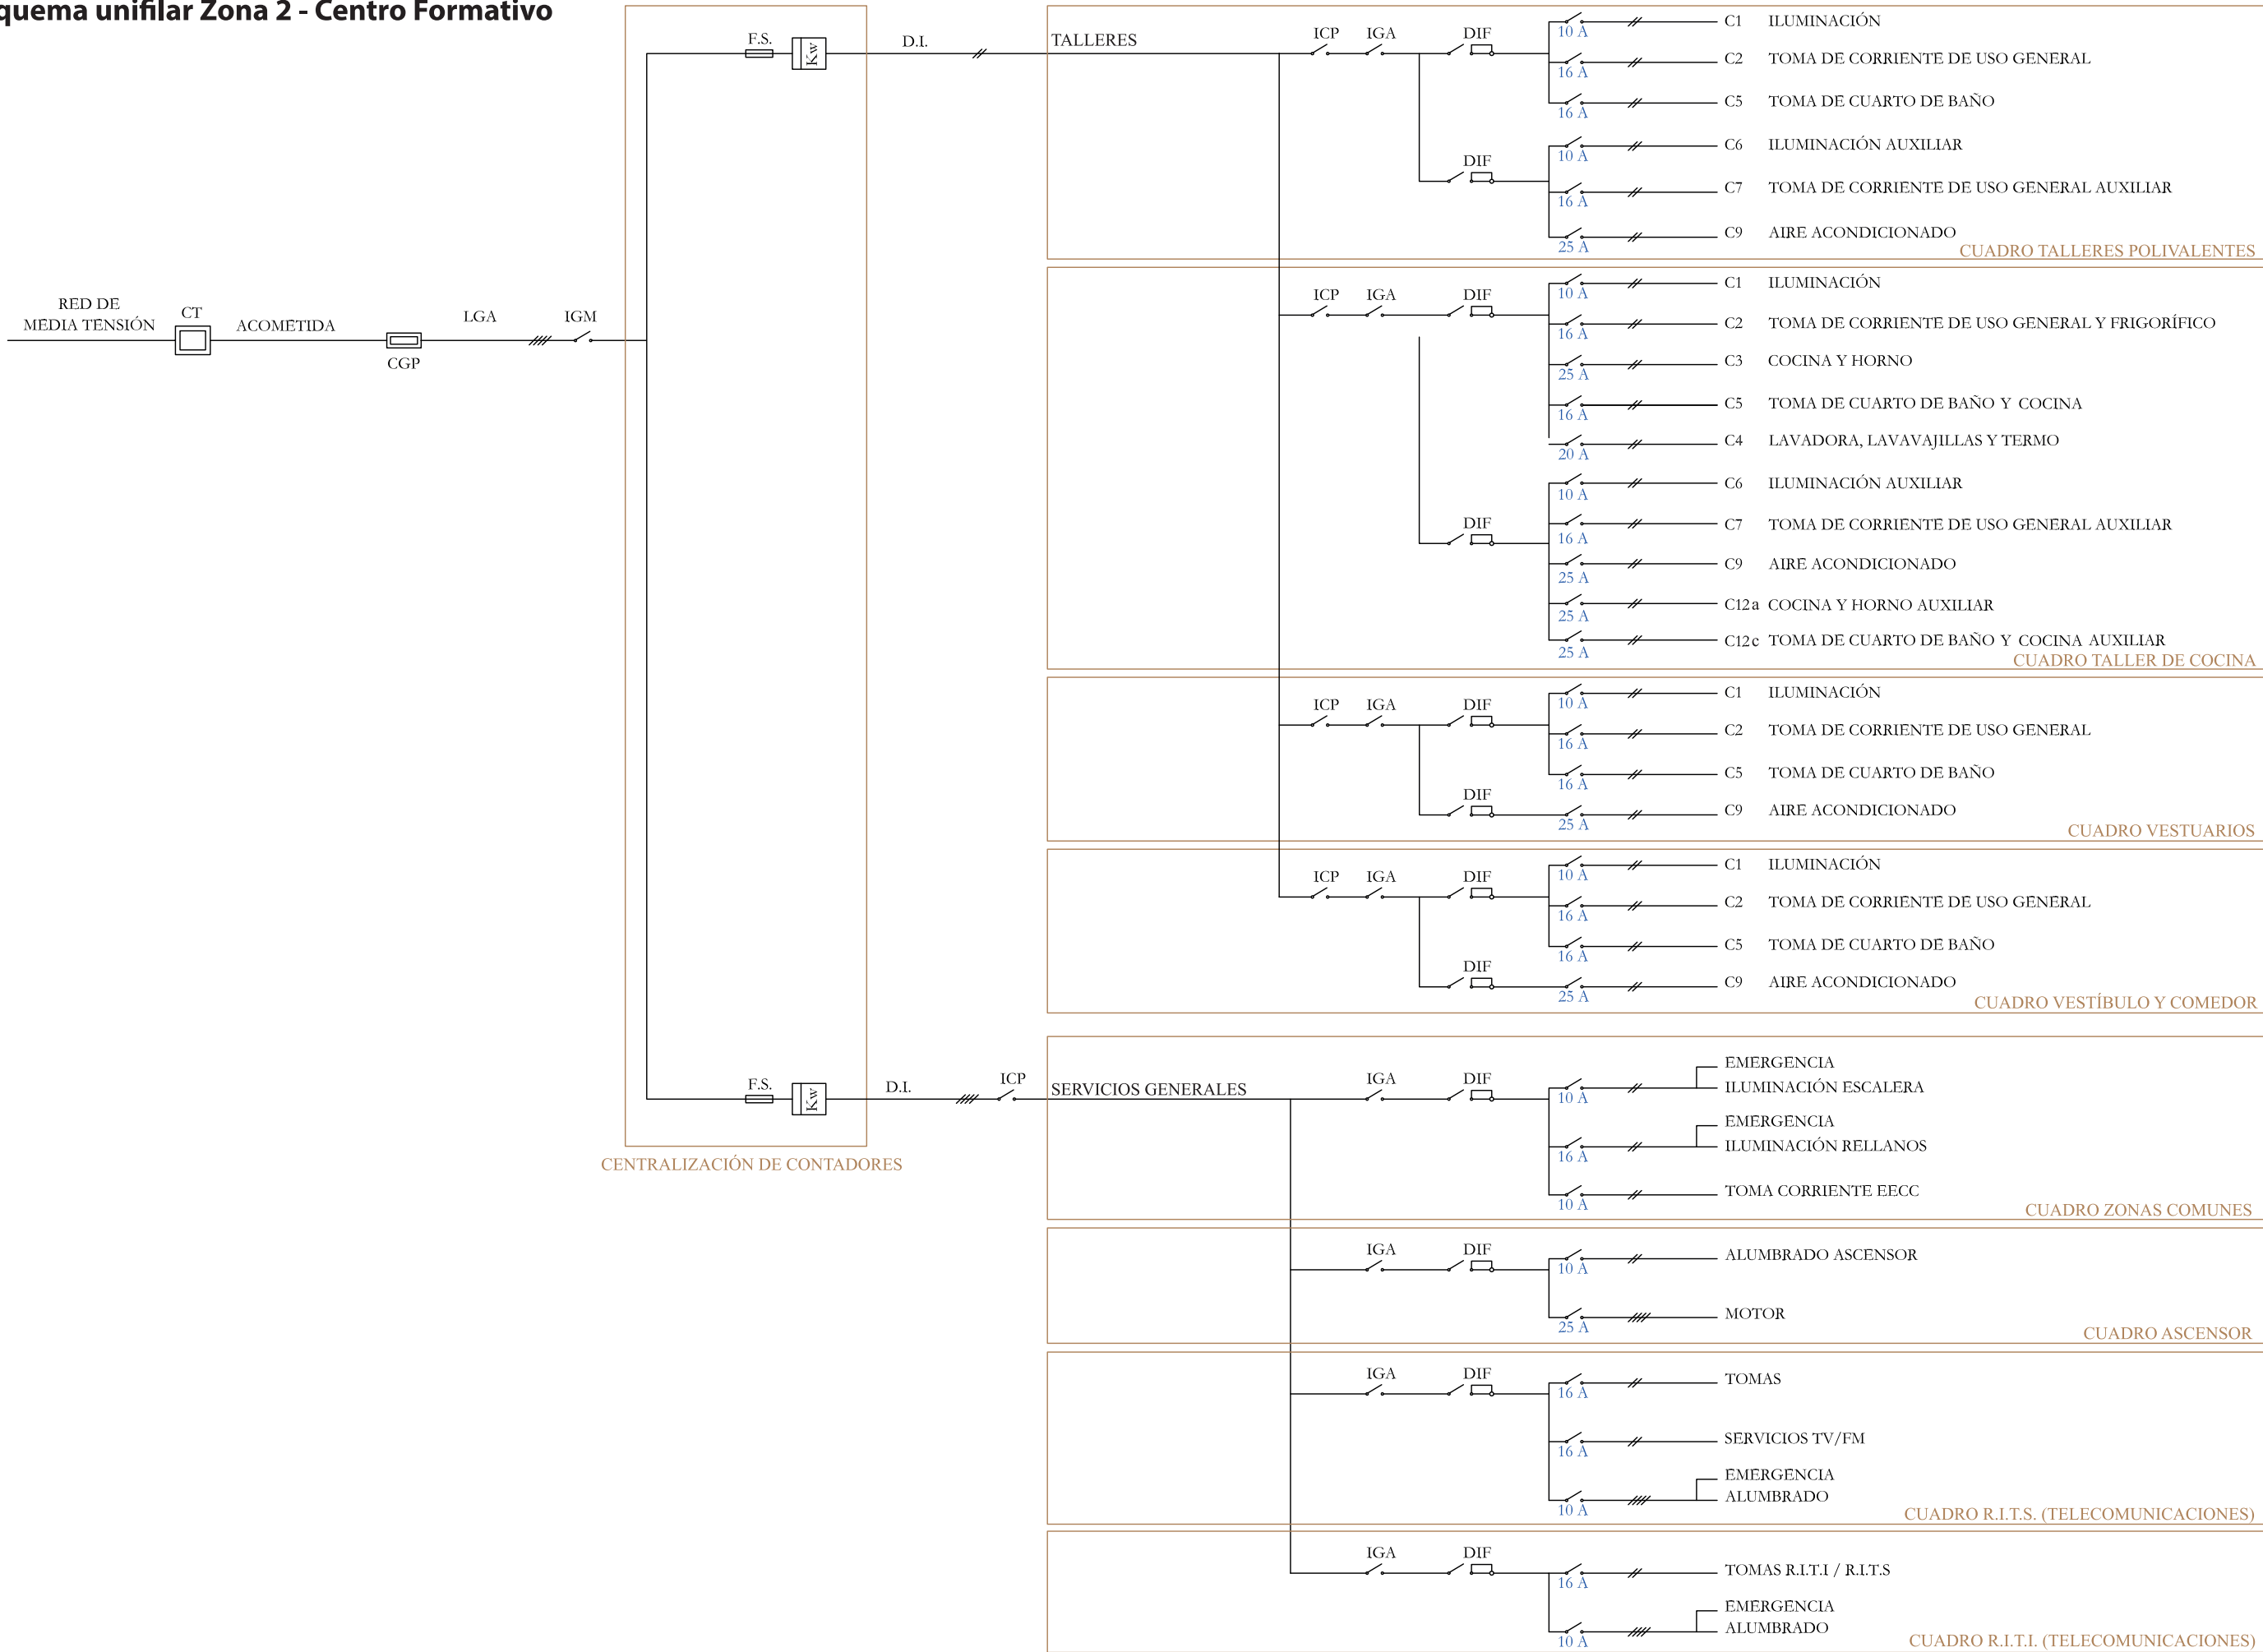 quema unifilar Zona 2 - Centro Formativo
RED DE
MEDIA TENSIÓN
CT
ACOMETIDA
CGP
LGA
IGM
F.S.
Kw
D.I.
TALLERES
ICP
IGA
DIF
10 A
C1 ILUMINACIÓN
16 A
C2 TOMA DE CORRIENTE DE USO GENERAL
16 A
C5 TOMA DE CUARTO DE BAÑO
DIF
10 A
C6 ILUMINACIÓN AUXILIAR
16 A
C7 TOMA DE CORRIENTE DE USO GENERAL AUXILIAR
25 A
C9 AIRE ACONDICIONADO
CUADRO TALLERES POLIVALENTES
ICP
IGA
DIF
10 A
C1 ILUMINACIÓN
16 A
C2 TOMA DE CORRIENTE DE USO GENERAL Y FRIGORÍFICO
25 A
C3 COCINA Y HORNO
16 A
C5 TOMA DE CUARTO DE BAÑO Y COCINA
20 A
C4 LAVADORA, LAVAVAJILLAS Y TERMO
DIF
10 A
C6 ILUMINACIÓN AUXILIAR
16 A
C7 TOMA DE CORRIENTE DE USO GENERAL AUXILIAR
25 A
C9 AIRE ACONDICIONADO
25 A
C12a COCINA Y HORNO AUXILIAR
25 A
C12c TOMA DE CUARTO DE BAÑO Y COCINA AUXILIAR
CUADRO TALLER DE COCINA
ICP
IGA
DIF
10 A
C1 ILUMINACIÓN
16 A
C2 TOMA DE CORRIENTE DE USO GENERAL
16 A
C5 TOMA DE CUARTO DE BAÑO
DIF
25 A
C9 AIRE ACONDICIONADO
CUADRO VESTUARIOS
ICP
IGA
DIF
10 A
C1 ILUMINACIÓN
16 A
C2 TOMA DE CORRIENTE DE USO GENERAL
16 A
C5 TOMA DE CUARTO DE BAÑO
DIF
25 A
C9 AIRE ACONDICIONADO
CUADRO VESTÍBULO Y COMEDOR
F.S.
Kw
D.I.
ICP
SERVICIOS GENERALES
CENTRALIZACIÓN DE CONTADORES
IGA
DIF
EMERGENCIA
10 A
ILUMINACIÓN ESCALERA
EMERGENCIA
16 A
ILUMINACIÓN RELLANOS
10 A
TOMA CORRIENTE EECC
CUADRO ZONAS COMUNES
IGA
DIF
10 A
ALUMBRADO ASCENSOR
25 A
MOTOR
CUADRO ASCENSOR
IGA
DIF
16 A
TOMAS
16 A
SERVICIOS TV/FM
EMERGENCIA
10 A
ALUMBRADO
CUADRO R.I.T.S. (TELECOMUNICACIONES)
IGA
DIF
16 A
TOMAS R.I.T.I / R.I.T.S
EMERGENCIA
10 A
ALUMBRADO
CUADRO R.I.T.I. (TELECOMUNICACIONES)